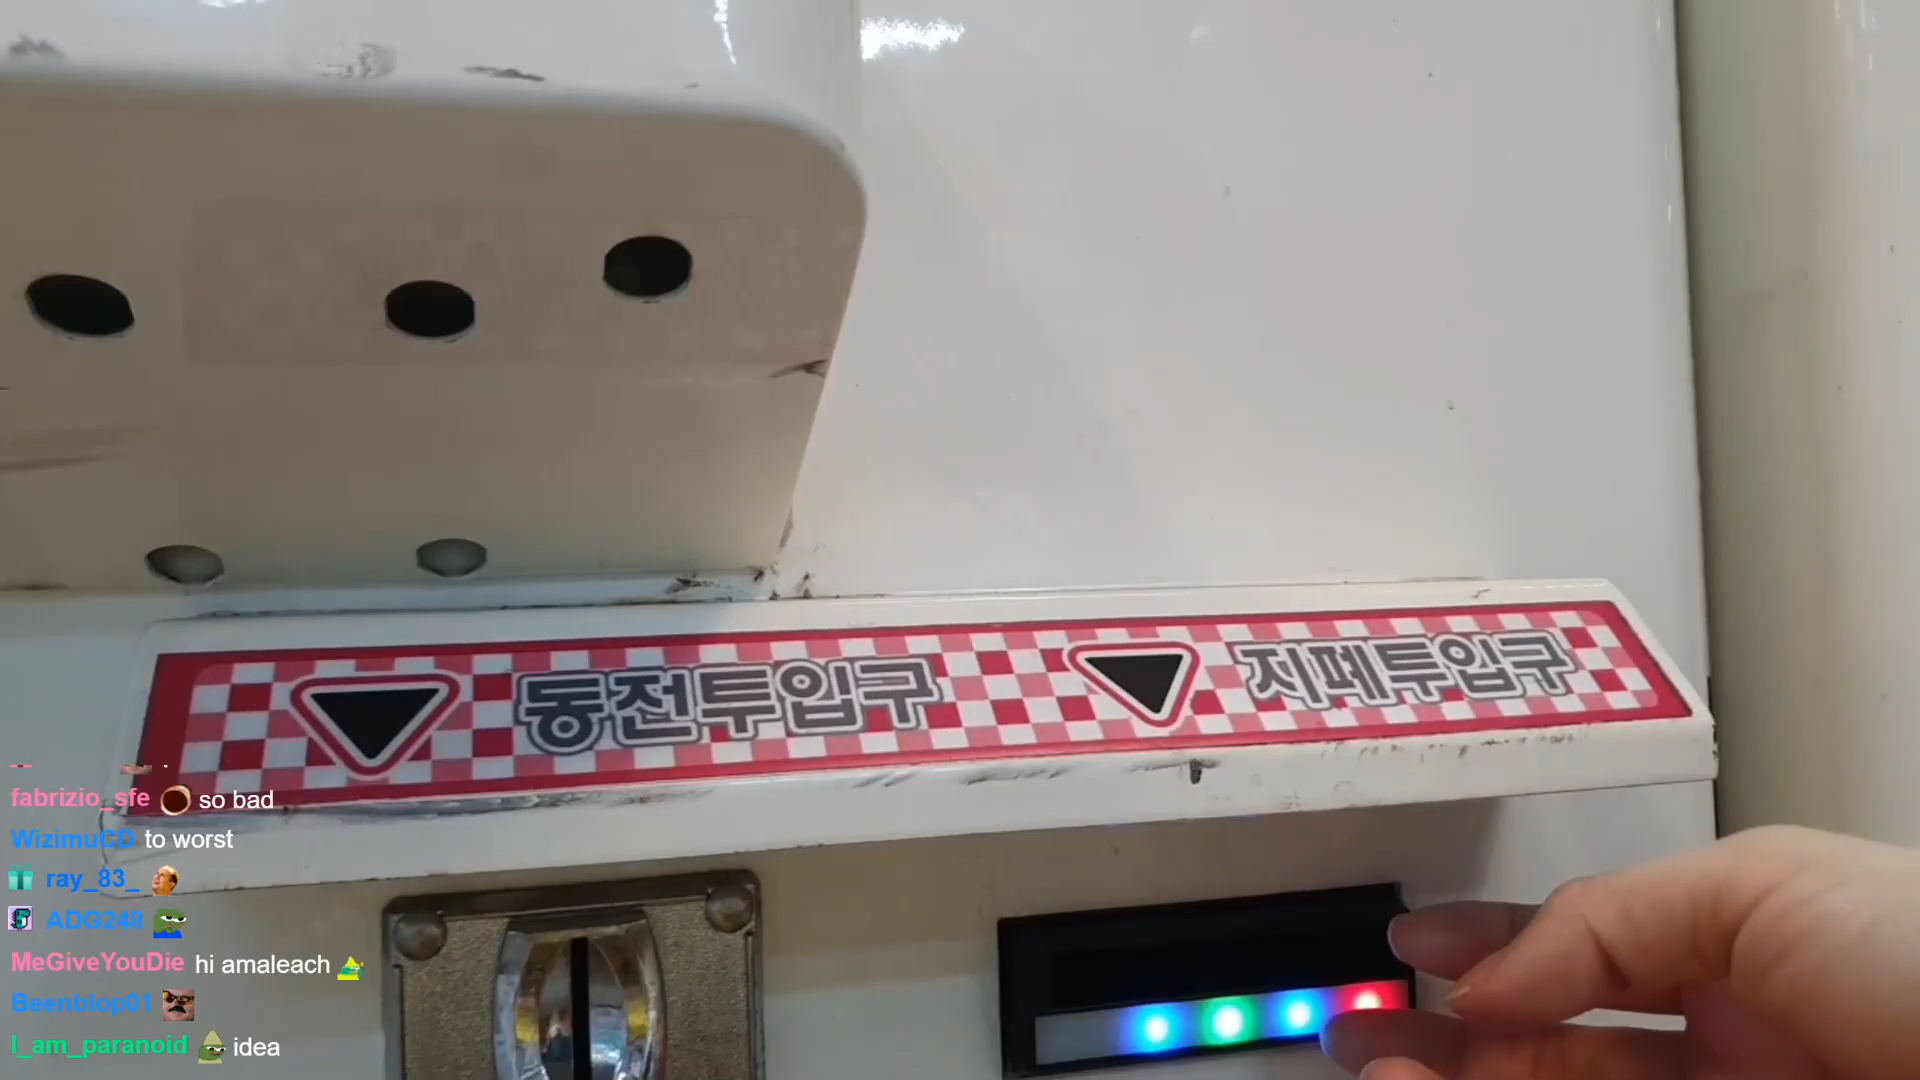 동전투입구 지폐투입구
fabrizio_sfe so bad
WizimuCD to worst
ray_83_
ADG248
MeGiveYouDie hi amaleach
Beenblop01
I_am_paranoid idea